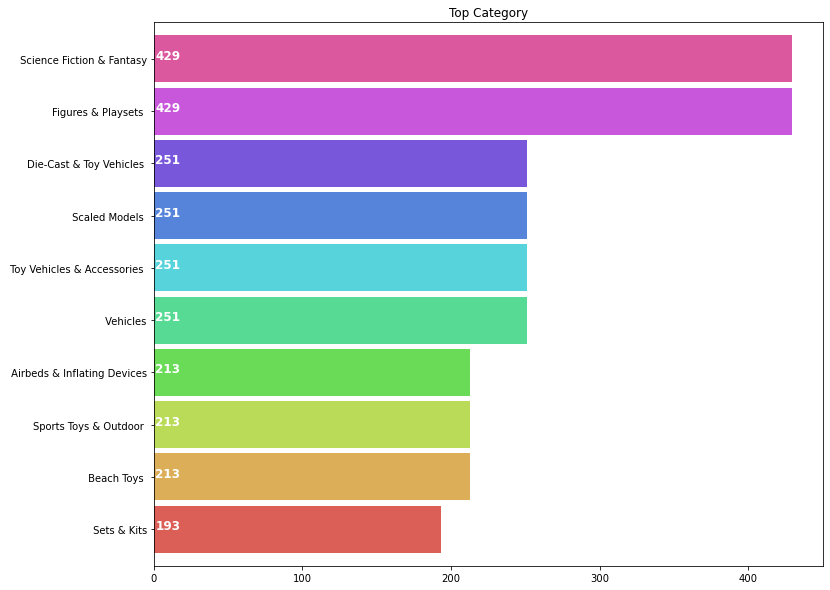 Top Category
Science Fiction & Fantasy 429
Figures & Playsets 429
Die-Cast & Toy Vehicles 251
Scaled Models 251
Toy Vehicles & Accessories 251
Vehicles 251
Airbeds & Inflating Devices 213
Sports Toys & Outdoor 213
Beach Toys 213
Sets & Kits 193
0 100 200 300 400